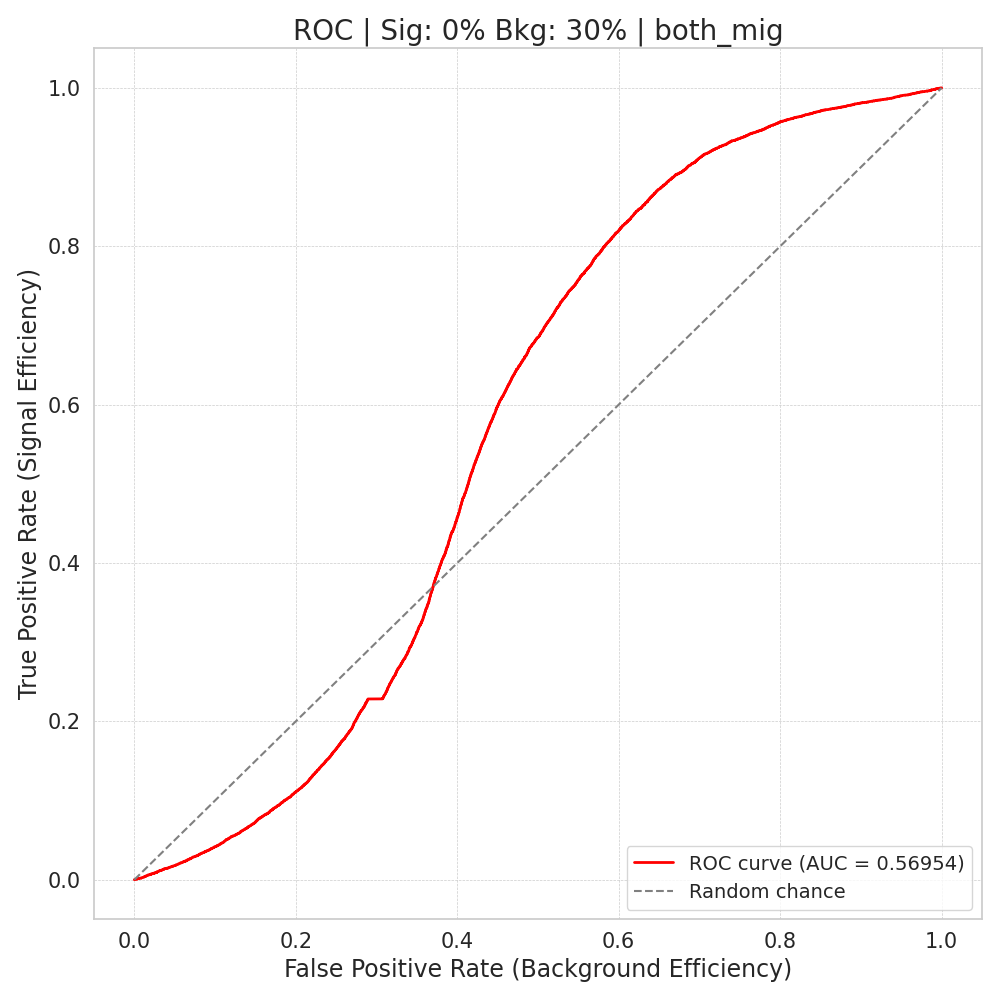 ROC | Sig: 0% Bkg: 30% | both_mig
True Positive Rate (Signal Efficiency)
1.0
0.8
0.6
0.4
0.2
0.0
ROC curve (AUC = 0.56954)
Random chance
0.0 0.2 0.4 0.6 0.8 1.0
False Positive Rate (Background Efficiency)